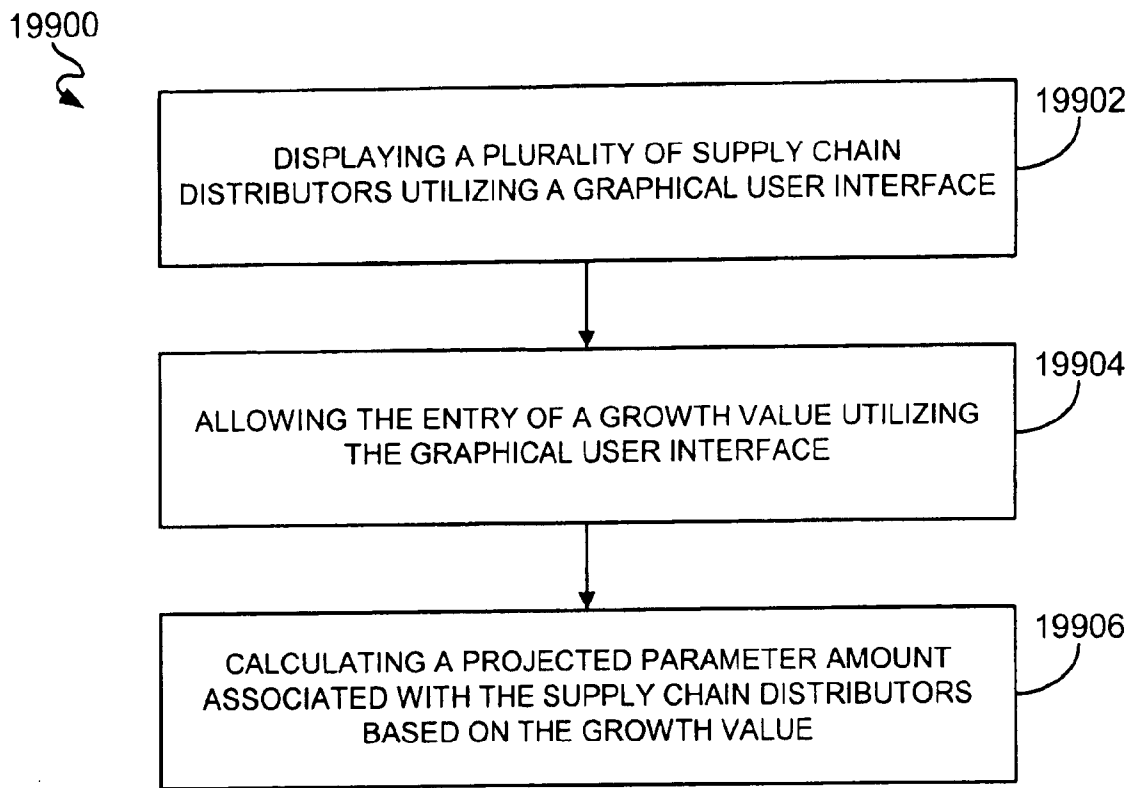 19900
19902
DISPLAYING A PLURALITY OF SUPPLY CHAIN
DISTRIBUTORS UTILIZING A GRAPHICAL USER INTERFACE
19904
ALLOWING THE ENTRY OF A GROWTH VALUE UTILIZING
THE GRAPHICAL USER INTERFACE
19906
CALCULATING A PROJECTED PARAMETER AMOUNT
ASSOCIATED WITH THE SUPPLY CHAIN DISTRIBUTORS
BASED ON THE GROWTH VALUE